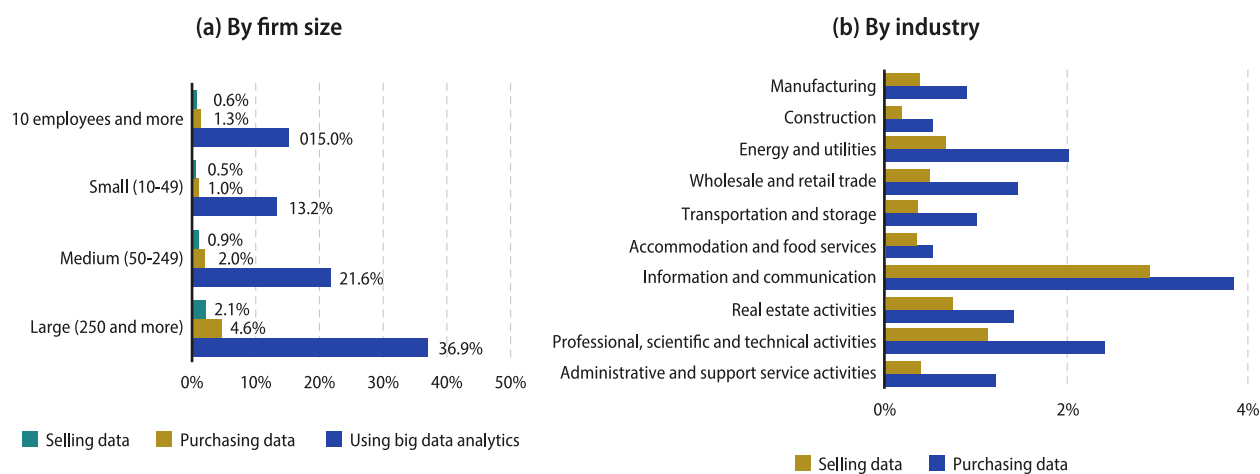 (a) By firm size
10 employees and more
0.6%
1.3%
015.0%
Small (10-49)
0.5%
1.0%
13.2%
Medium (50-249)
0.9%
2.0%
21.6%
Large (250 and more)
2.1%
4.6%
36.9%
0% 10% 20% 30% 40% 50%
Selling data Purchasing data Using big data analytics
(b) By industry
Manufacturing
Construction
Energy and utilities
Wholesale and retail trade
Transportation and storage
Accommodation and food services
Information and communication
Real estate activities
Professional, scientific and technical activities
Administrative and support service activities
0% 2% 4%
Selling data Purchasing data